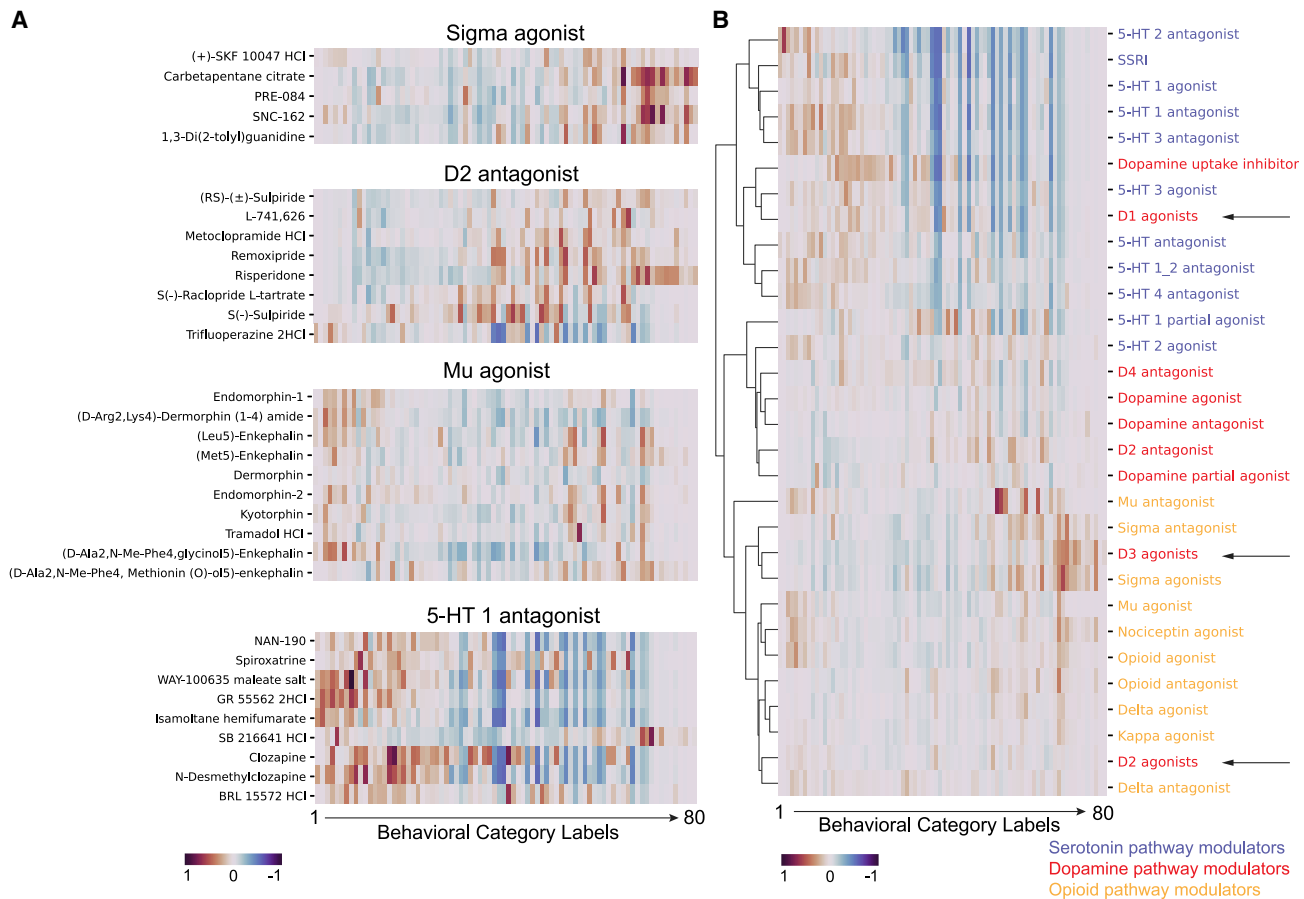 A
Sigma agonist
(+)-SKF 10047 HCl
Carbetapentane citrate
PRE-084
SNC-162
1,3-Di(2-tolyl)guanidine
D2 antagonist
(RS)-(±)-Sulpiride
L-741,626
Metoclopramide HCl
Remoxipride
Risperidone
S(-)-Raclopride L-tartrate
S(-)-Sulpiride
Trifluoperazine 2HCl
Mu agonist
Endomorphin-1
(D-Arg2,Lys4)-Dermorphin (1-4) amide
(Leu5)-Enkephalin
(Met5)-Enkephalin
Dermorphin
Endomorphin-2
Kyotorphin
Tramadol HCl
(D-Ala2,N-Me-Phe4,glycinol5)-Enkephalin
(D-Ala2,N-Me-Phe4, Methionin (O)-ol5)-enkephalin
5-HT 1 antagonist
NAN-190
Spiroxatrine
WAY-100635 maleate salt
GR 55562 2HCl
Isamoltane hemifumarate
SB 216641 HCl
Clozapine
N-Desmethylclozapine
BRL 15572 HCl
1 80
Behavioral Category Labels
1 0 -1
B
5-HT 2 antagonist
SSRI
5-HT 1 agonist
5-HT 1 antagonist
5-HT 3 antagonist
Dopamine uptake inhibitor
5-HT 3 agonist
D1 agonists
5-HT antagonist
5-HT 1_2 antagonist
5-HT 4 antagonist
5-HT 1 partial agonist
5-HT 2 agonist
D4 antagonist
Dopamine agonist
Dopamine antagonist
D2 antagonist
Dopamine partial agonist
Mu antagonist
Sigma antagonist
D3 agonists
Sigma agonists
Mu agonist
Nociceptin agonist
Opioid agonist
Opioid antagonist
Delta agonist
Kappa agonist
D2 agonists
Delta antagonist
1 80
Behavioral Category Labels
1 0 -1
Serotonin pathway modulators
Dopamine pathway modulators
Opioid pathway modulators